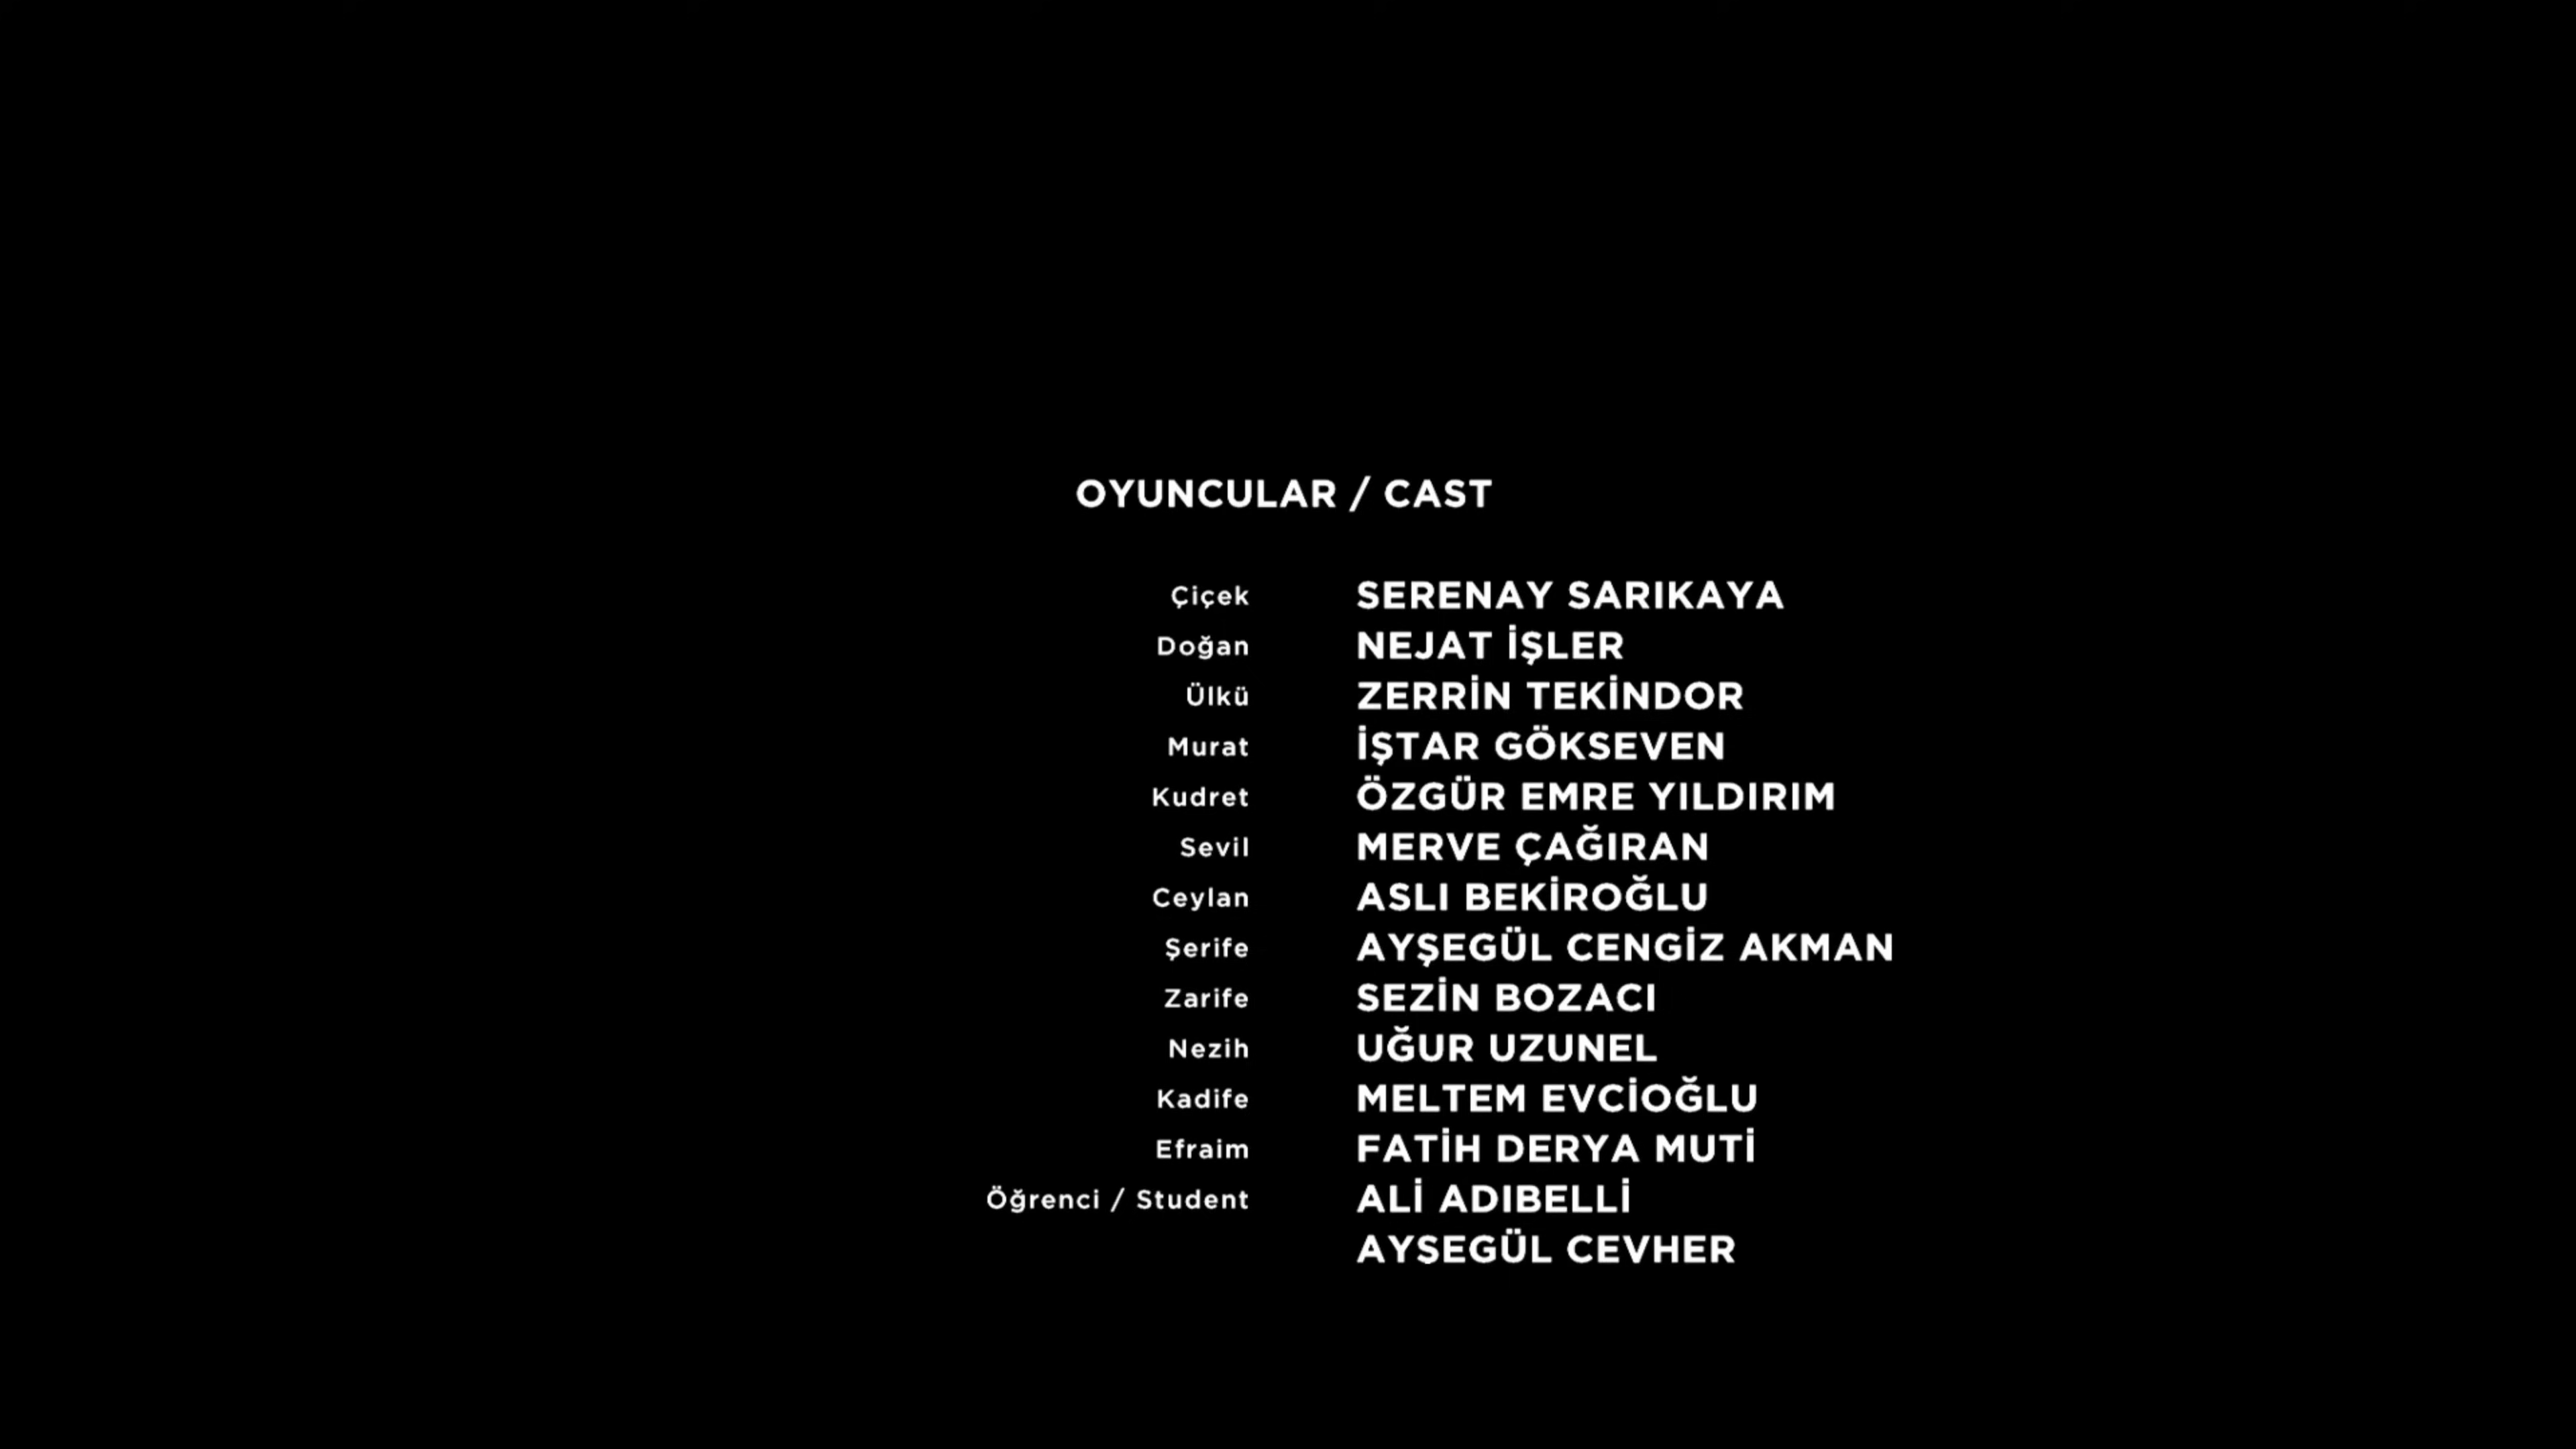 OYUNCULAR / CAST
Çiçek SERENAY SARIKAYA
Doğan NEJAT İŞLER
Ülkü ZERRİN TEKİNDOR
Murat İŞTAR GÖKSEVEN
Kudret ÖZGÜR EMRE YILDIRIM
Sevil MERVE ÇAĞIRAN
Ceylan ASLI BEKİROĞLU
Şerife AYŞEGÜL CENGİZ AKMAN
Zarife SEZİN BOZACI
Nezih UĞUR UZUNEL
Kadife MELTEM EVCİOĞLU
Efraim FATİH DERYA MUTİ
Öğrenci / Student ALİ ADIBELLİ
AYŞEGÜL CEVHER